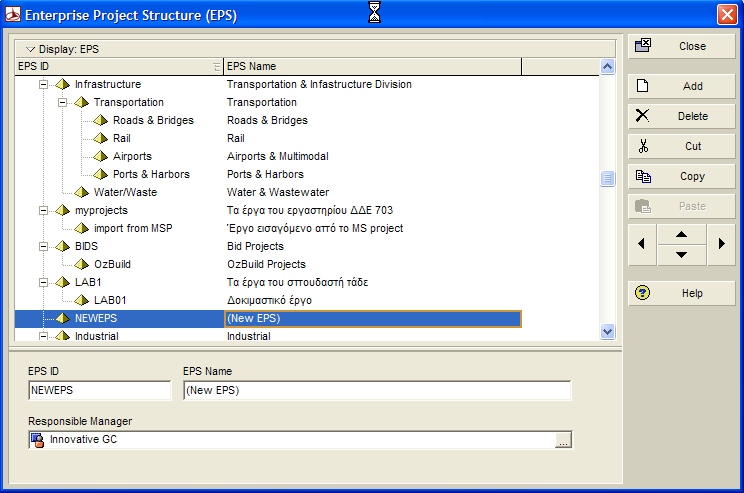 Enterprise Project Structure (EPS)
Display: EPS
EPS ID EPS Name
Infrastructure Transportation & Infastructure Division
Transportation Transportation
Roads & Bridges Roads & Bridges
Rail Rail
Airports Airports & Multimodal
Ports & Harbors Ports & Harbors
Water/Waste Water & Wastewater
myprojects Τα έργα του εργαστηρίου ΔΔΕ 703
import from MSP Έργο εισαγόμενο από το MS project
BIDS Bid Projects
OzBuild OzBuild Projects
LAB1 Τα έργα του σπουδαστή τάδε
LAB01 Δοκιμαστικό έργο
NEWEPS (New EPS)
Industrial Industrial
EPS ID EPS Name
NEWEPS (New EPS)
Responsible Manager
Innovative GC ...
Close
Add
Delete
Cut
Copy
Paste
Help